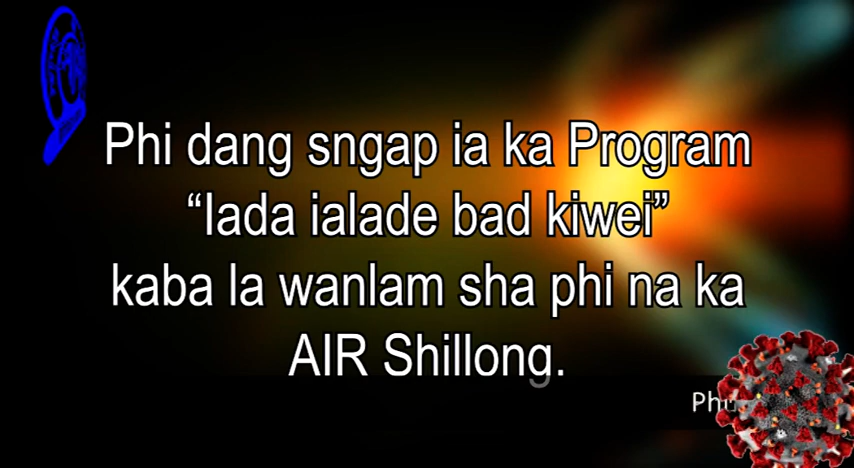 Phi dang sngap ia ka Program
“Iada ialade bad kiwei”
kaba la wanlam sha phi na ka
AIR Shillong.